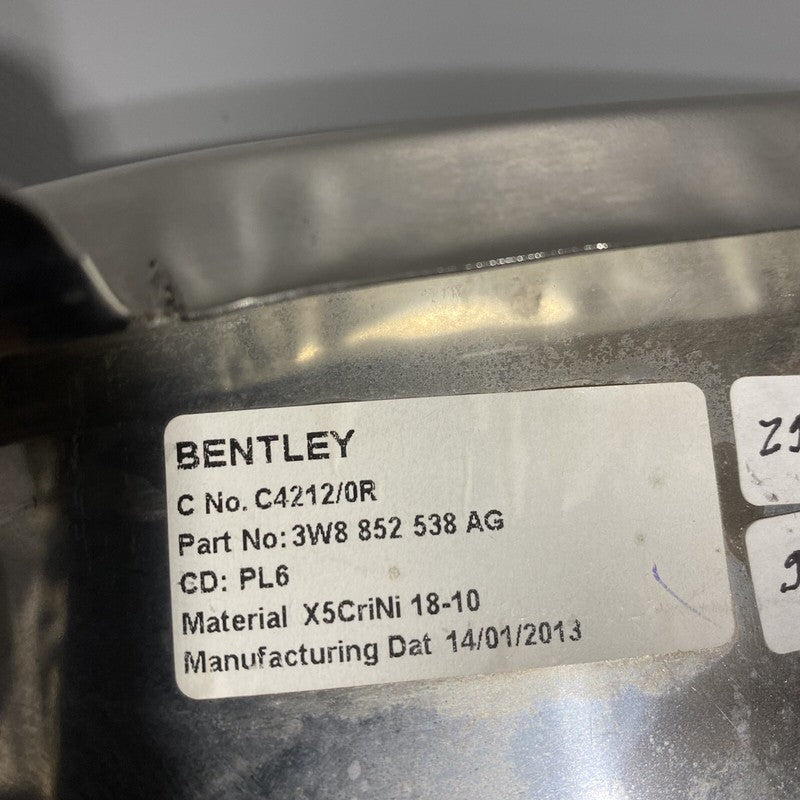 BENTLEY
C No. C4212/0R
Part No: 3W8 852 538 AG
CD: PL6
Material X5CriNi 18-10
Manufacturing Dat 14/01/2013